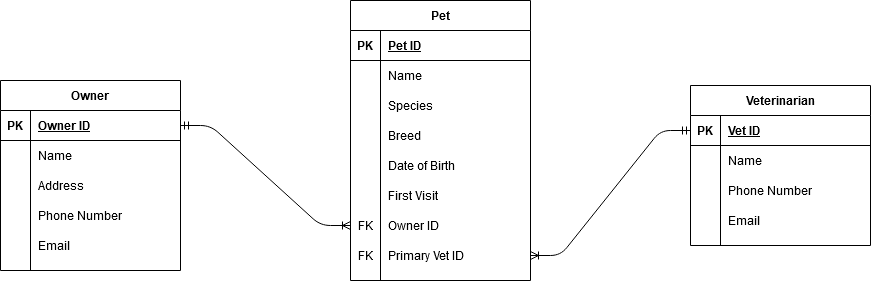 Owner
PK Owner ID
Name
Address
Phone Number
Email
Pet
PK Pet ID
Name
Species
Breed
Date of Birth
First Visit
FK Owner ID
FK Primary Vet ID
Veterinarian
PK Vet ID
Name
Phone Number
Email